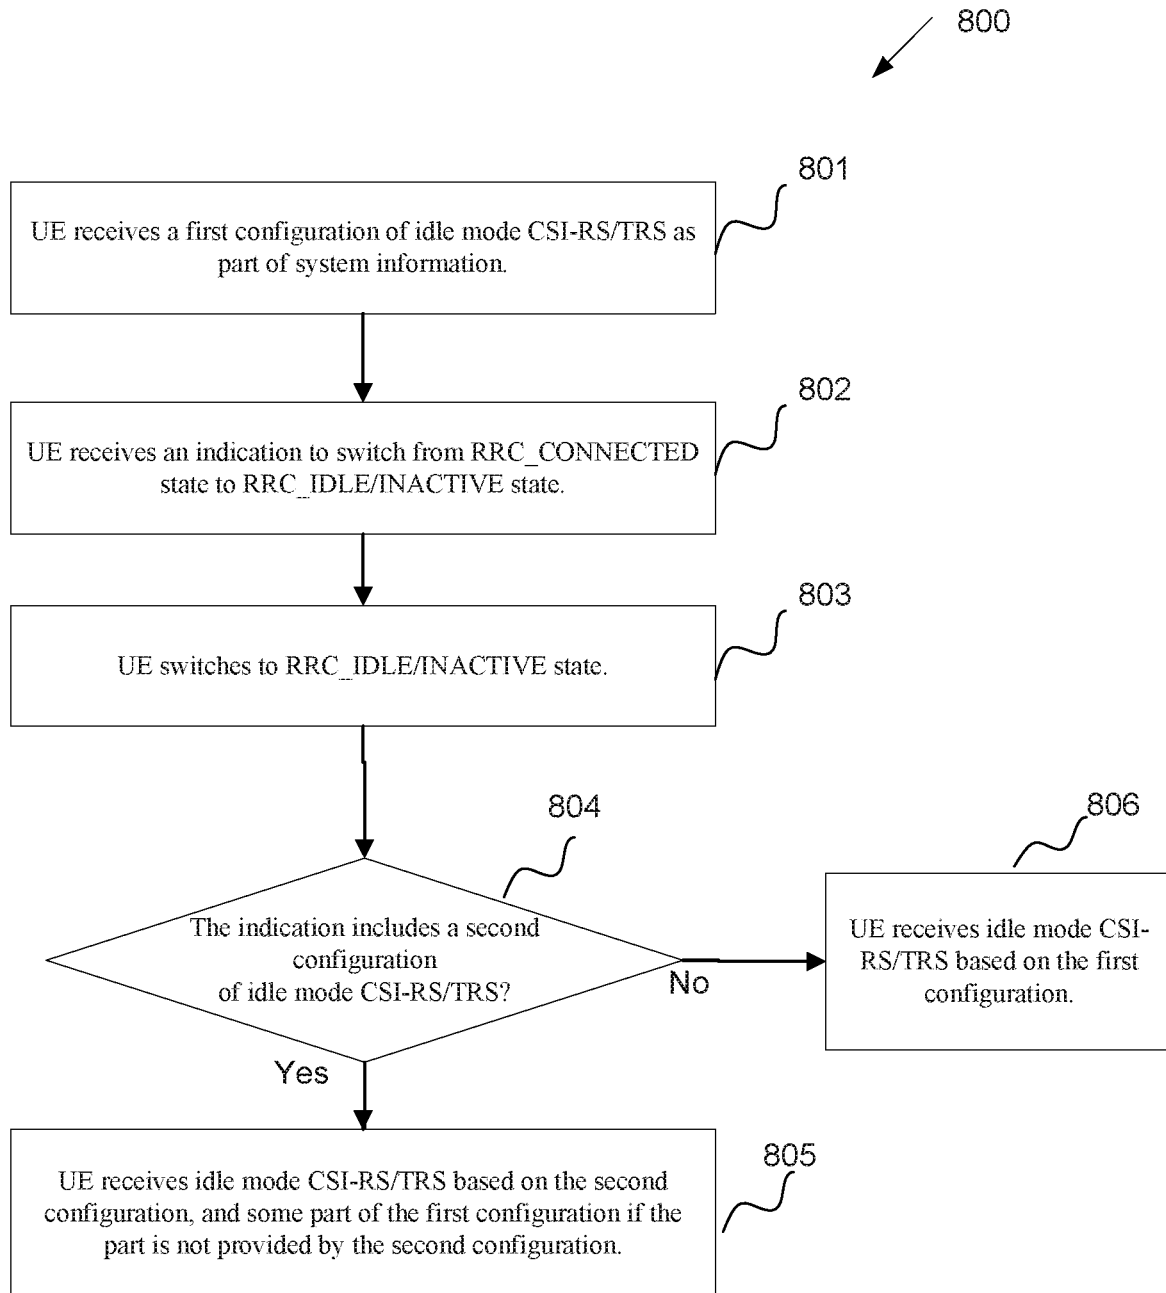 800
801
UE receives a first configuration of idle mode CSI-RS/TRS as
part of system information.
802
UE receives an indication to switch from RRC_CONNECTED
state to RRC_IDLE/INACTIVE state.
803
UE switches to RRC_IDLE/INACTIVE state.
804
The indication includes a second
configuration
of idle mode CSI-RS/TRS?
No
Yes
806
UE receives idle mode CSI-
RS/TRS based on the first
configuration.
805
UE receives idle mode CSI-RS/TRS based on the second
configuration, and some part of the first configuration if the
part is not provided by the second configuration.